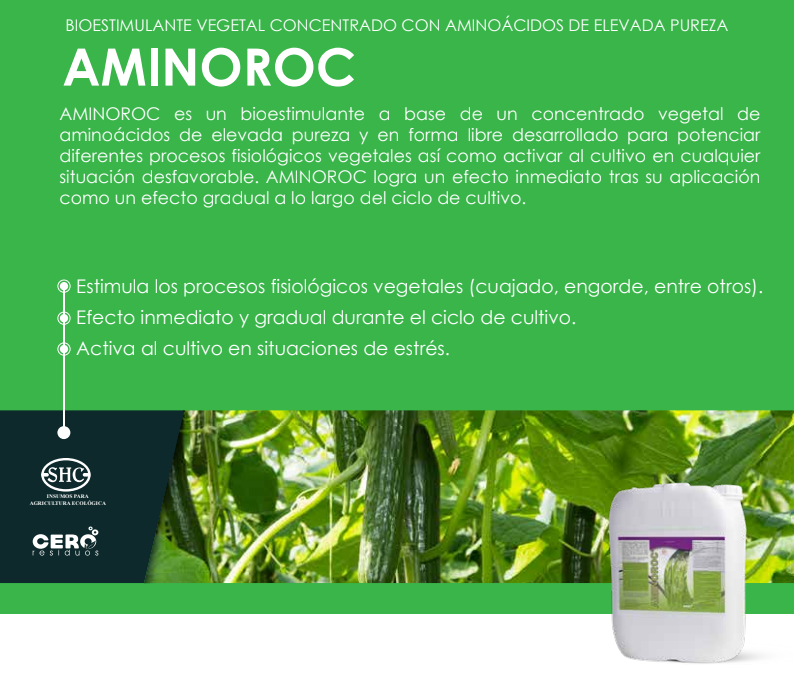 BIOESTIMULANTE VEGETAL CONCENTRADO CON AMINOÁCIDOS DE ELEVADA PUREZA
AMINOROC
AMINOROC es un bioestimulante a base de un concentrado vegetal de
aminoácidos de elevada pureza y en forma libre desarrollado para potenciar
diferentes procesos fisiológicos vegetales así como activar al cultivo en cualquier
situación desfavorable. AMINOROC logra un efecto inmediato tras su aplicación
como un efecto gradual a lo largo del ciclo de cultivo.
Estimula los procesos fisiológicos vegetales (cuajado, engorde, entre otros).
Efecto inmediato y gradual durante el ciclo de cultivo.
Activa al cultivo en situaciones de estrés.
SHC
INSUMOS PARA
AGRICULTURA ECOLÓGICA
CERO
residuos
AMINOROC